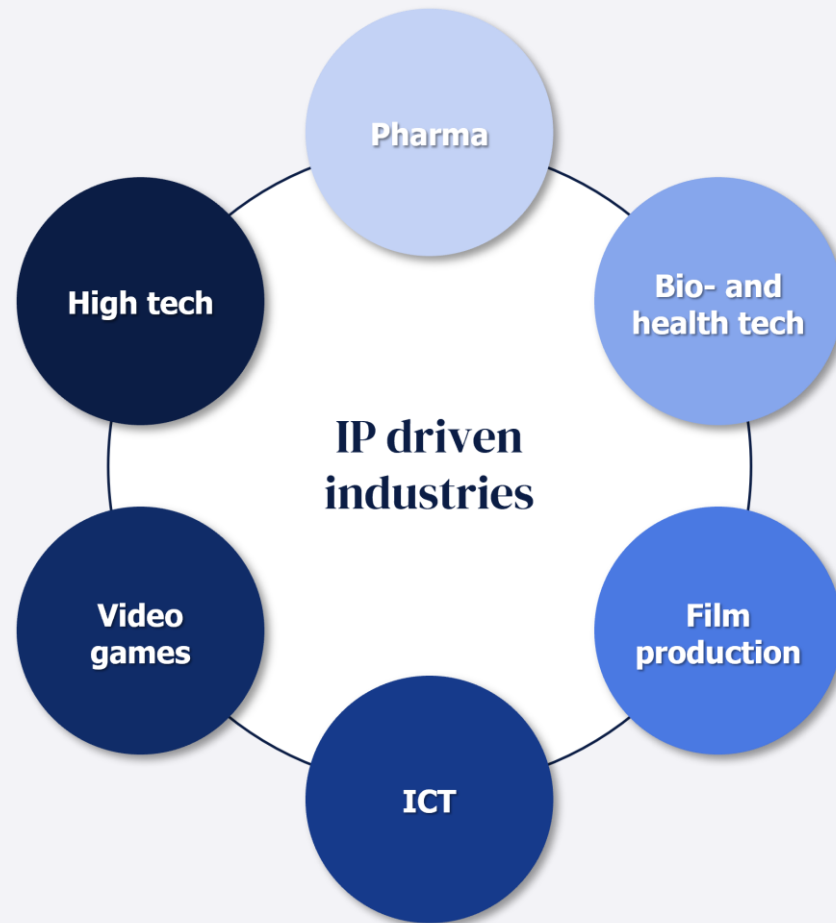 Pharma
High tech
Bio- and
health tech
IP driven
industries
Video
games
Film
production
ICT